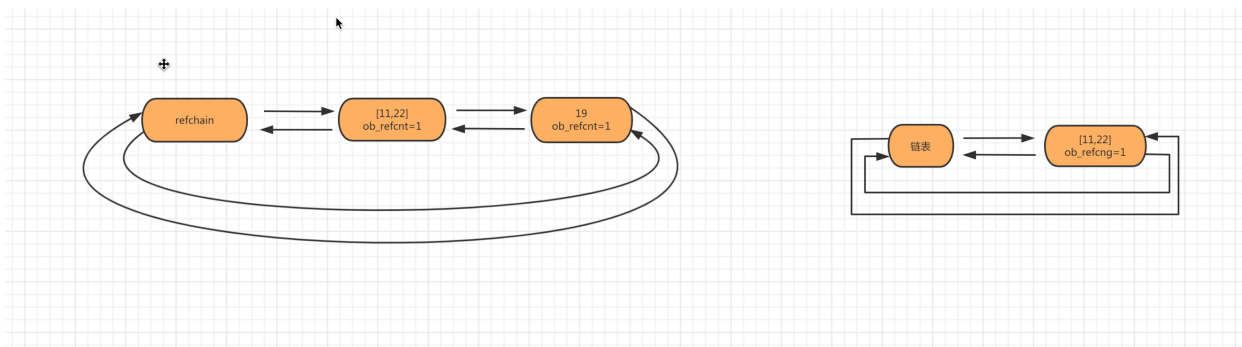 refchain
[11,22]
ob_refcnt=1
19
ob_refcnt=1
链表
[11,22]
ob_refcng=1